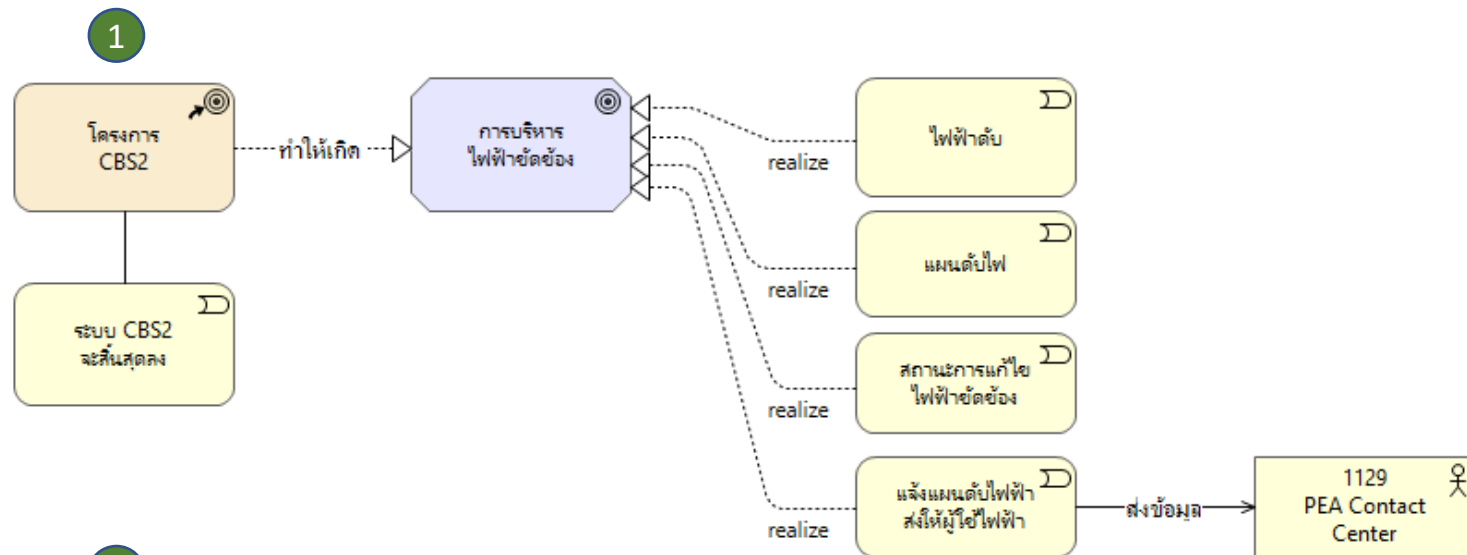 1
โครงการ
CBS2
ทำให้เกิด
การบริหาร
ไฟฟ้าขัดข้อง
realize
ไฟฟ้าดับ
realize
แผนดับไฟ
ระบบ CBS2
จะสิ้นสุดลง
realize
สถานะการแก้ไข
ไฟฟ้าขัดข้อง
realize
แจ้งแผนดับไฟฟ้า
ส่งให้ผู้ใช้ไฟฟ้า
ส่งข้อมูล
1129
PEA Contact
Center